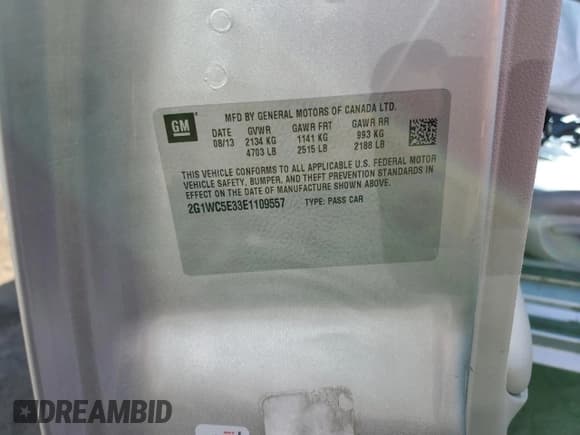 13
GM
MFD BY GENERAL MOTORS OF CANADA LTD.
DATE GVWR GAWR FRT GAWR RR
08/13 2134 KG 1141 KG 993 KG
4703 LB 2515 LB 2188 LB
THIS VEHICLE CONFORMS TO ALL APPLICABLE U.S. FEDERAL MOTOR
VEHICLE SAFETY, BUMPER, AND THEFT PREVENTION STANDARDS IN
EFFECT ON THE DATE OF MANUFACTURE SHOWN ABOVE.
2G1WC5E33E1109557 TYPE: PASS CAR
DREAMBID